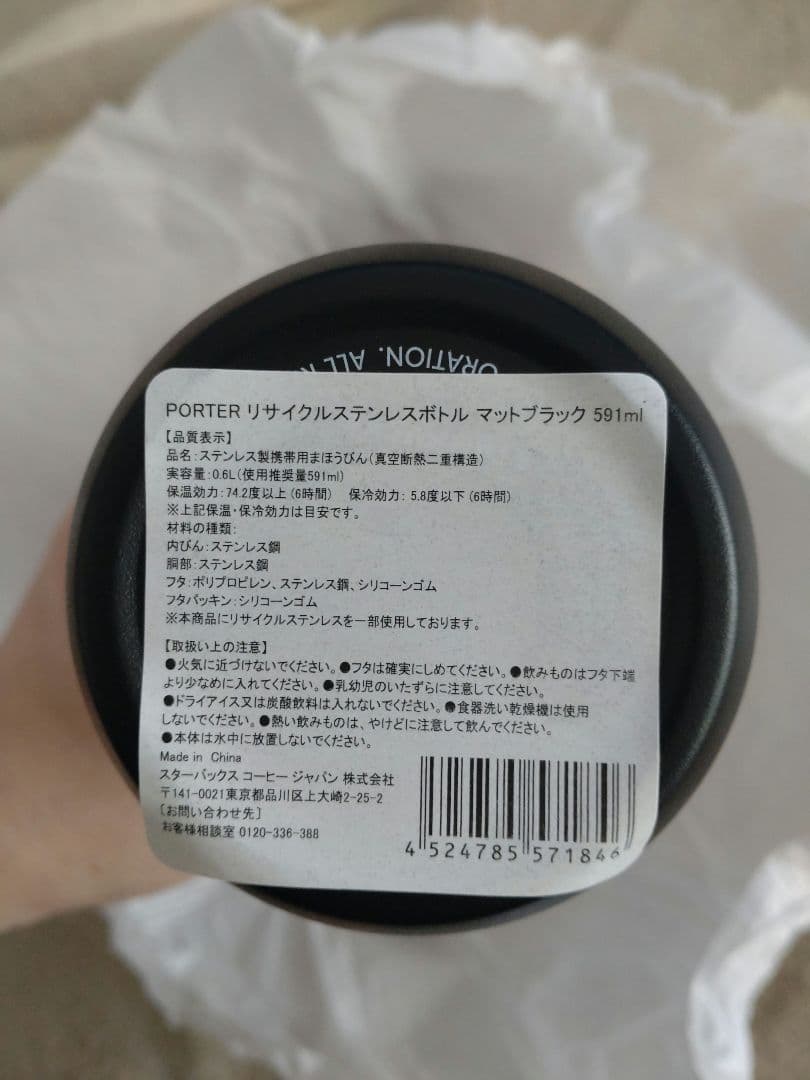 ORATION. ALL
PORTER リサイクルステンレスボトル マットブラック 591ml
【品質表示】
品名：ステンレス製携帯用まほうびん（真空断熱二重構造）
実容量：0.6L（使用推奨量591ml）
保温効力：74.2度以上（6時間） 保冷効力：5.8度以下（6時間）
※上記保温・保冷効力は目安です。
材料の種類：
内びん：ステンレス鋼
胴部：ステンレス鋼
フタ：ポリプロピレン、ステンレス鋼、シリコーンゴム
フタパッキン：シリコーンゴム
※本商品にリサイクルステンレスを一部使用しております。
【取扱い上の注意】
●火気に近づけないでください。●フタは確実にしめてください。●飲みものはフタ下端
より少なめに入れてください。●乳幼児のいたずらに注意してください。
●ドライアイス又は炭酸飲料は入れないでください。●食器洗い乾燥機は使用
しないでください。●熱い飲みものは、やけどに注意して飲んでください。
●本体は水中に放置しないでください。
Made in China
スターバックス コーヒー ジャパン 株式会社
〒141-0021東京都品川区上大崎2-25-2
［お問い合わせ先］
お客様相談室 0120-336-388
4 524785 571846